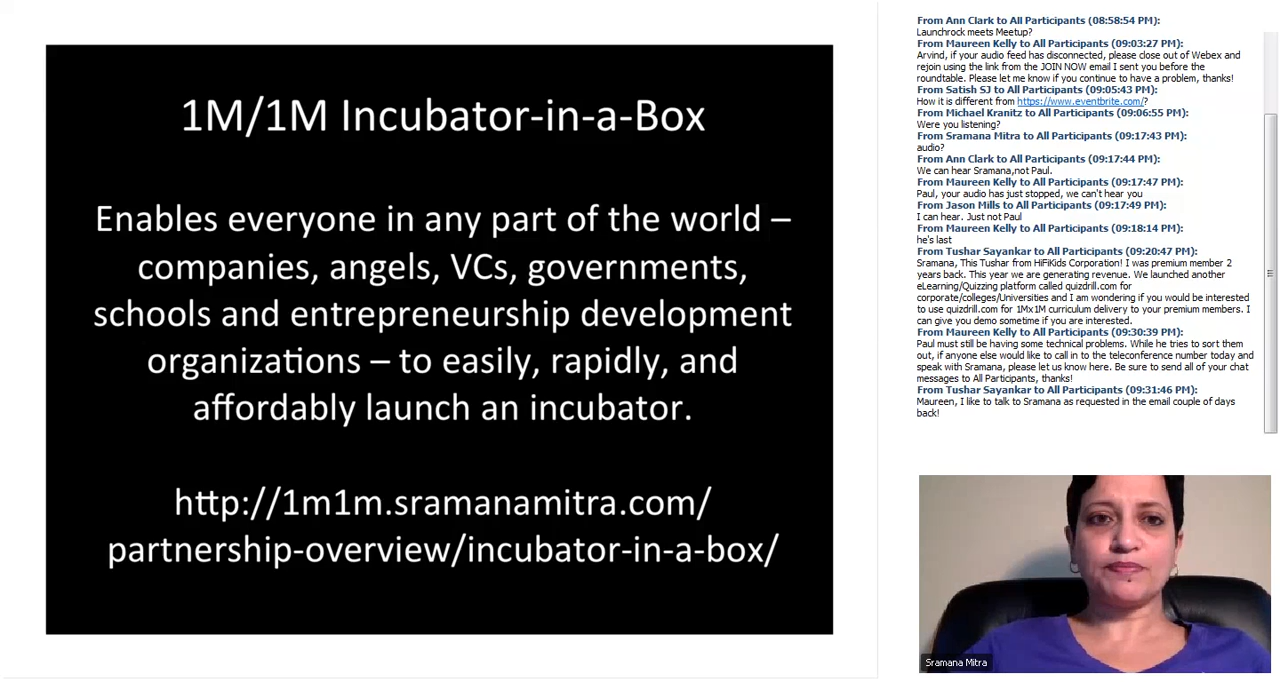 1M/1M Incubator-in-a-Box
Enables everyone in any part of the world –
companies, angels, VCs, governments,
schools and entrepreneurship development
organizations – to easily, rapidly, and
affordably launch an incubator.
http://1m1m.sramanamitra.com/
partnership-overview/incubator-in-a-box/
From Ann Clark to All Participants (08:58:54 PM):
Launchrock meets Meetup?
From Maureen Kelly to All Participants (09:03:27 PM):
Arvind, if your audio feed has disconnected, please close out of Webex and
rejoin using the link from the JOIN NOW email I sent you before the
roundtable. Please let me know if you continue to have a problem, thanks!
From Satish SJ to All Participants (09:05:43 PM):
How it is different from https://www.eventbrite.com/?
From Michael Kranitz to All Participants (09:06:55 PM):
Were you listening?
From Sramana Mitra to All Participants (09:17:43 PM):
audio?
From Ann Clark to All Participants (09:17:44 PM):
We can hear Sramana,not Paul.
From Maureen Kelly to All Participants (09:17:47 PM):
Paul, your audio has just stopped, we can't hear you
From Jason Mills to All Participants (09:17:49 PM):
I can hear. Just not Paul
From Maureen Kelly to All Participants (09:18:14 PM):
he's last
From Tushar Sayankar to All Participants (09:20:47 PM):
Sramana, This Tushar from HiFiKids Corporation! I was premium member 2
years back. This year we are generating revenue. We launched another
eLearning/Quizzing platform called quizdrill.com for
corporate/colleges/Universities and I am wondering if you would be interested
to use quizdrill.com for 1Mx1M curriculum delivery to your premium members. I
can give you demo sometime if you are interested.
From Maureen Kelly to All Participants (09:30:39 PM):
Paul must still be having some technical problems. While he tries to sort them
out, if anyone else would like to call in to the teleconference number today and
speak with Sramana, please let us know here. Be sure to send all of your chat
messages to All Participants, thanks!
From Tushar Sayankar to All Participants (09:31:46 PM):
Maureen, I like to talk to Sramana as requested in the email couple of days
back!
Sramana Mitra